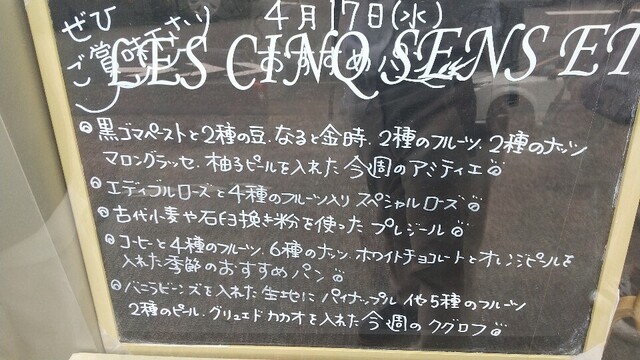 ぜひ
ご賞味下さい
4月17日(水)
おすすめパン
LES CINQ SENS ET
黒ゴマペーストと2種の豆、なると金時、2種のフルーツ、2種のナッツ
マロングラッセ、柚子ピールを入れた今週のアミティエ
エディブルローズと4種のフルーツ入りスペシャルローズ
古代小麦や石臼挽き粉を使ったプレジール
コーヒーと4種のフルーツ、6種のナッツ、ホワイトチョコレートとオレンジピールを
入れた季節のおすすめパン
バニラビーンズを入れた生地にパイナップル他5種のフルーツ
2種のピール、グリュエドカカオを入れた今週のクグロフ